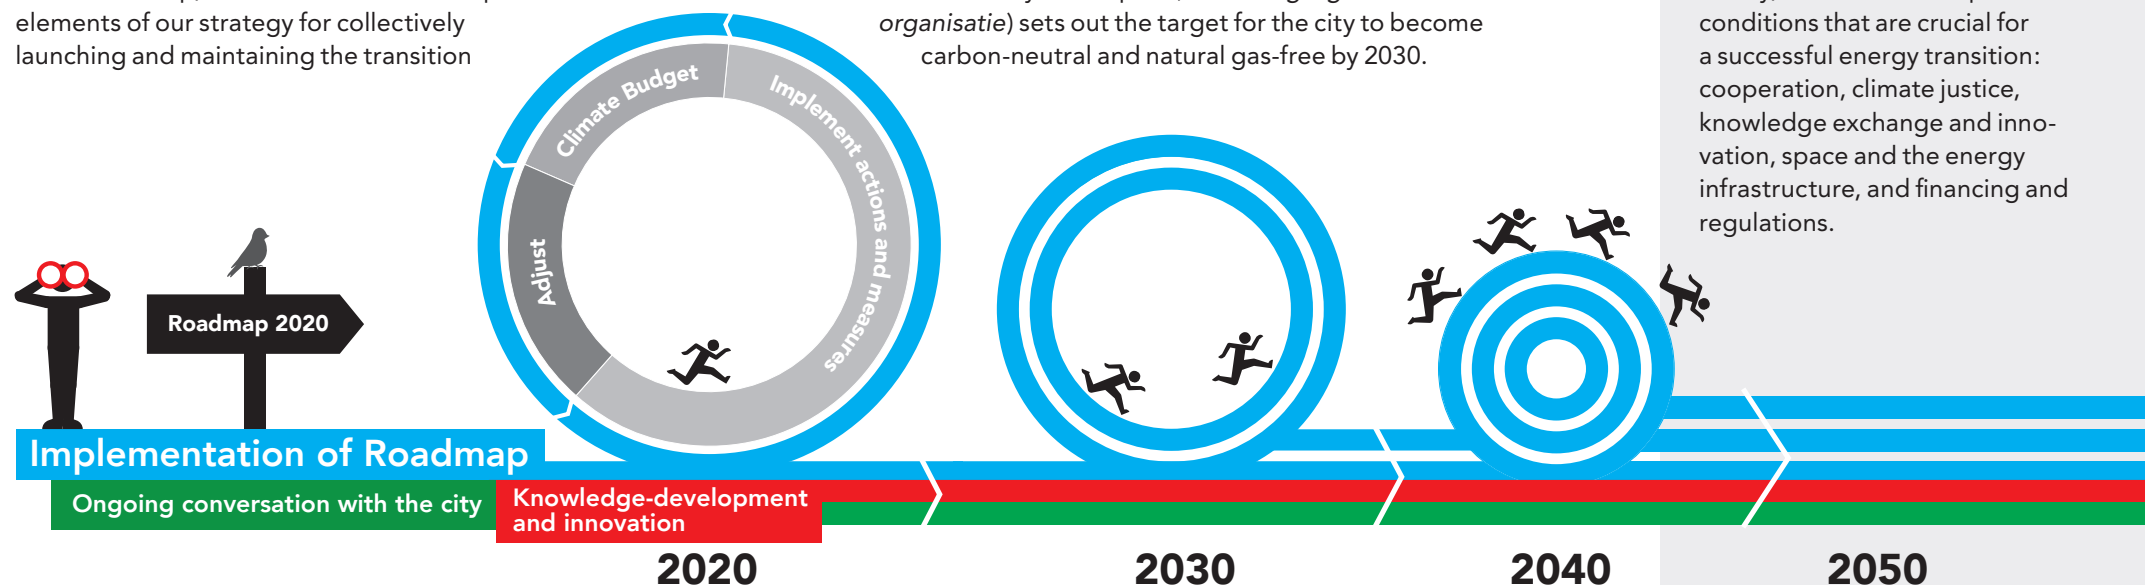 elements of our strategy for collectively
launching and maintaining the transition
organisatie) sets out the target for the city to become
carbon-neutral and natural gas-free by 2030.
conditions that are crucial for
a successful energy transition:
cooperation, climate justice,
knowledge exchange and inno-
vation, space and the energy
infrastructure, and financing and
regulations.
Climate Budget
Implement actions and measures
Adjust
Roadmap 2020
Implementation of Roadmap
Ongoing conversation with the city
Knowledge-development
and innovation
2020
2030
2040
2050